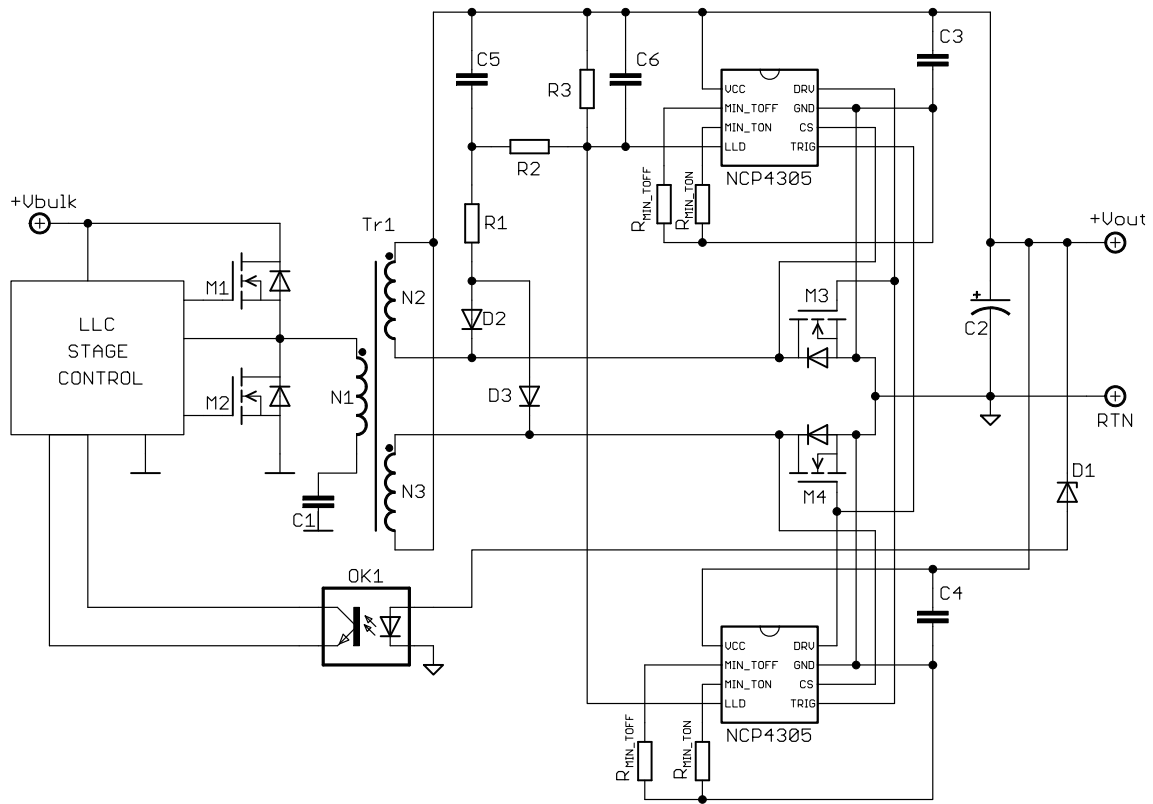 C5
R3
C6
C3
VCC
MIN_TOFF
MIN_TON
LLD
DRV
GND
CS
TRIG
NCP4305
R2
RMIN_TOFF
RMIN_TON
+Vbulk
Tr1
R1
+Vout
M1
N2
LLC
STAGE
CONTROL
D2
M3
C2
M2
N1
D3
RTN
N3
M4
D1
C1
OK1
C4
VCC
MIN_TOFF
MIN_TON
LLD
DRV
GND
CS
TRIG
NCP4305
RMIN_TOFF
RMIN_TON